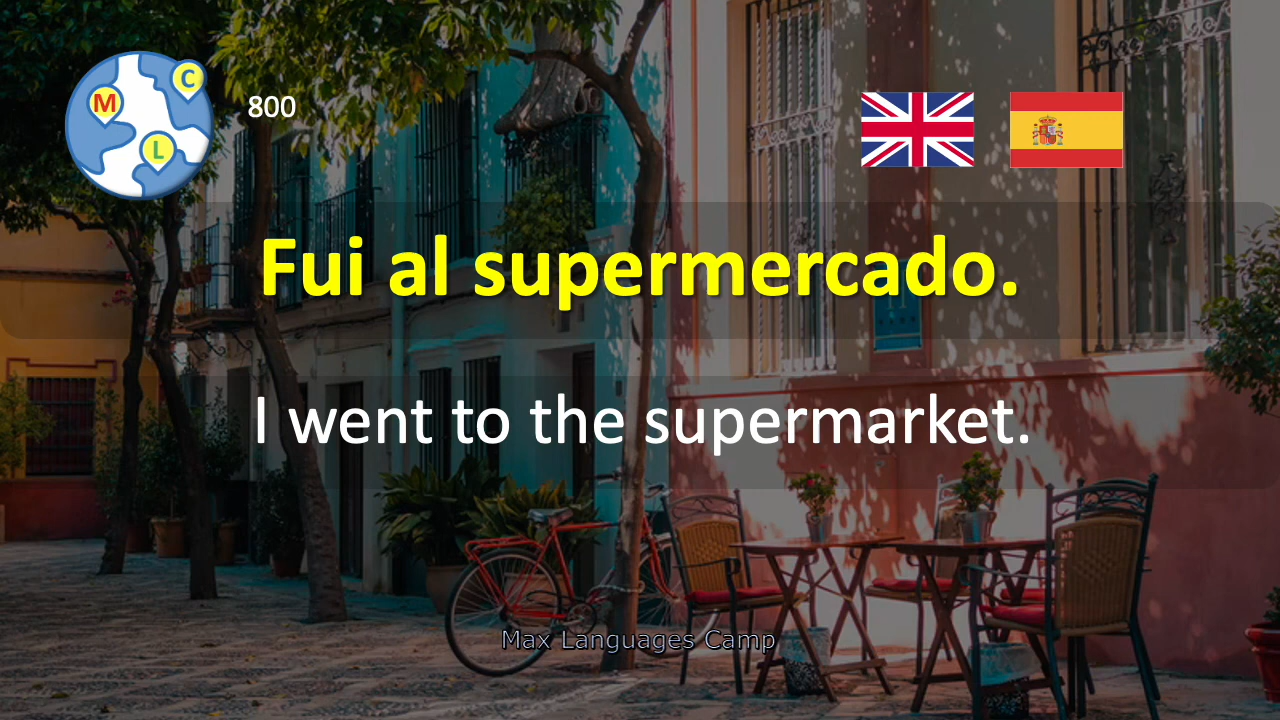 M
C
L
800
Fui al supermercado.
I went to the supermarket.
Max Languages Camp